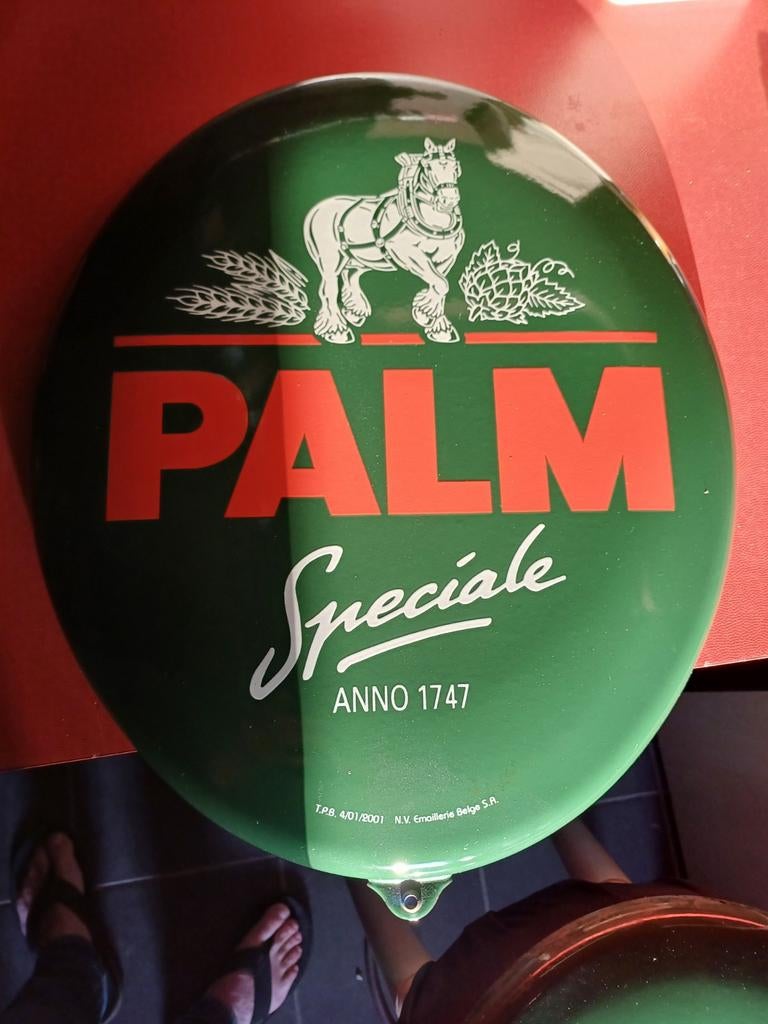 PALM
Speciale
ANNO 1747
T.P.B. 4/01/2001 N.V. Emaillerie Belge S.A.